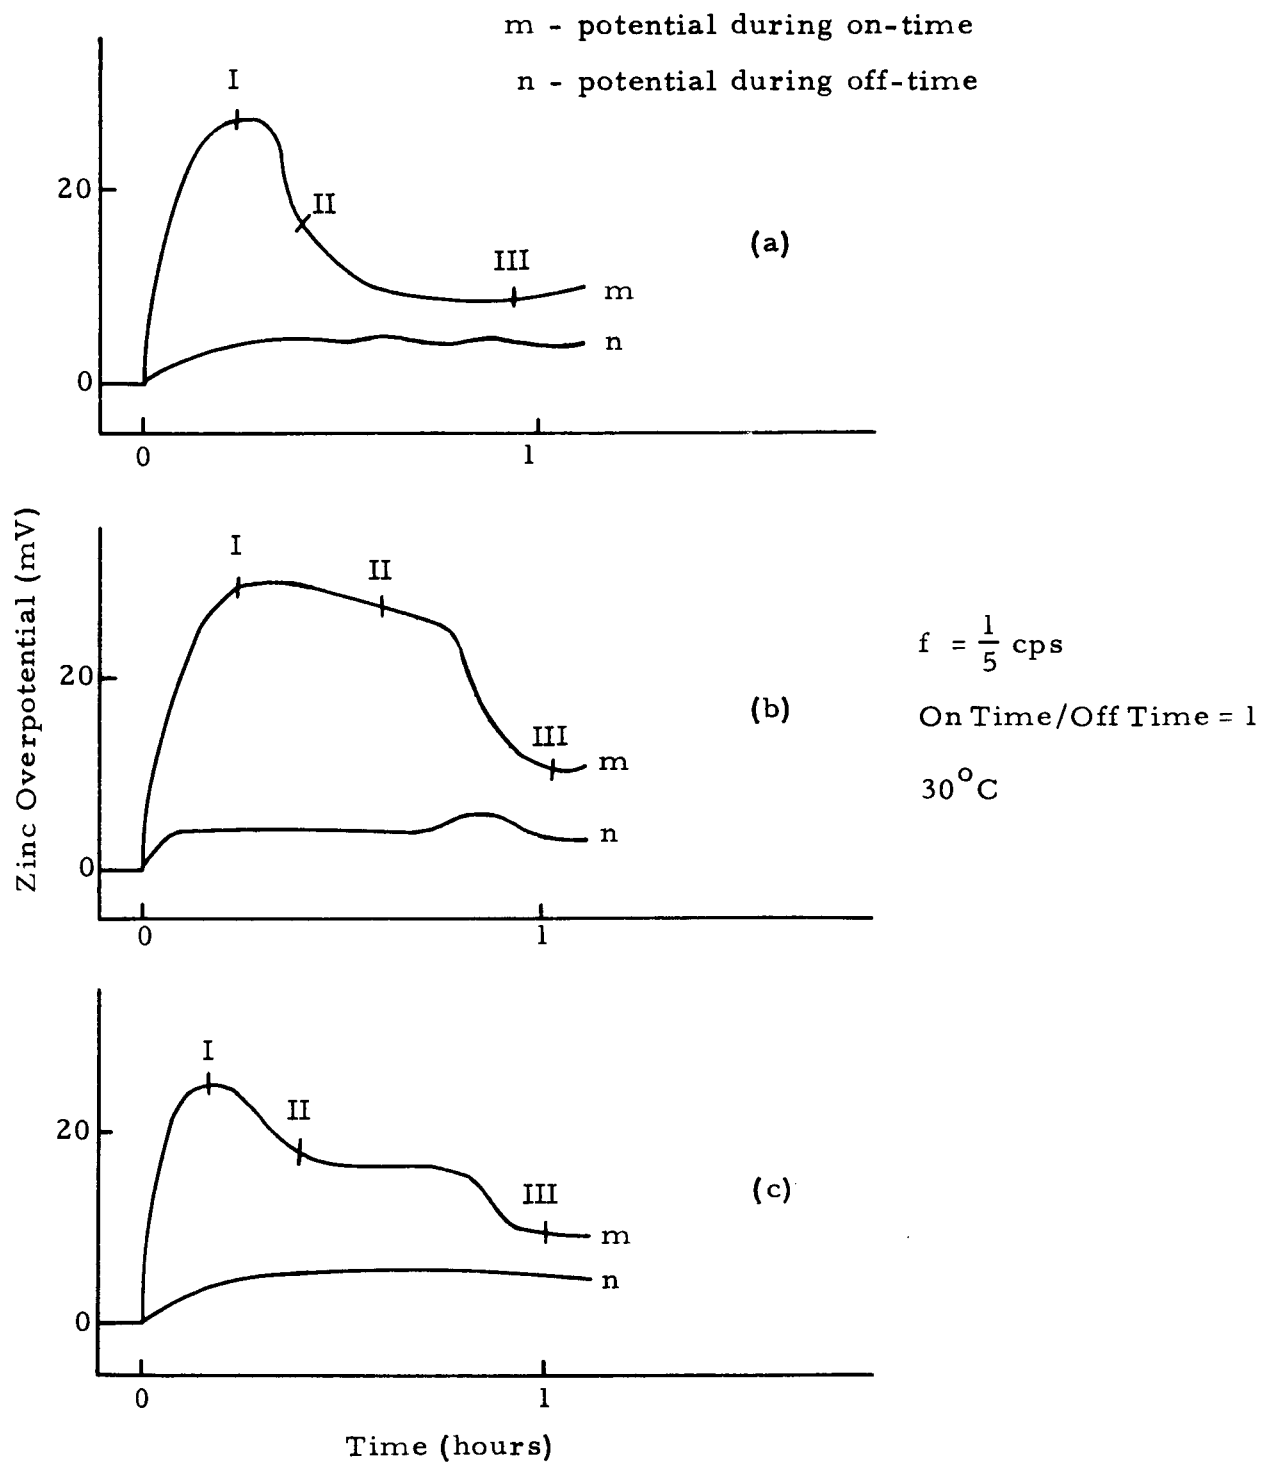 m - potential during on-time
n - potential during off-time
I
20
II
(a)
III
m
n
0
0 1
Zinc Overpotential (mV)
I
II
20
(b)
III
m
n
0
0 1
f = 1/5 cps
On Time/Off Time = 1
30°C
I
II
20
(c)
III
m
n
0
0 1
Time (hours)